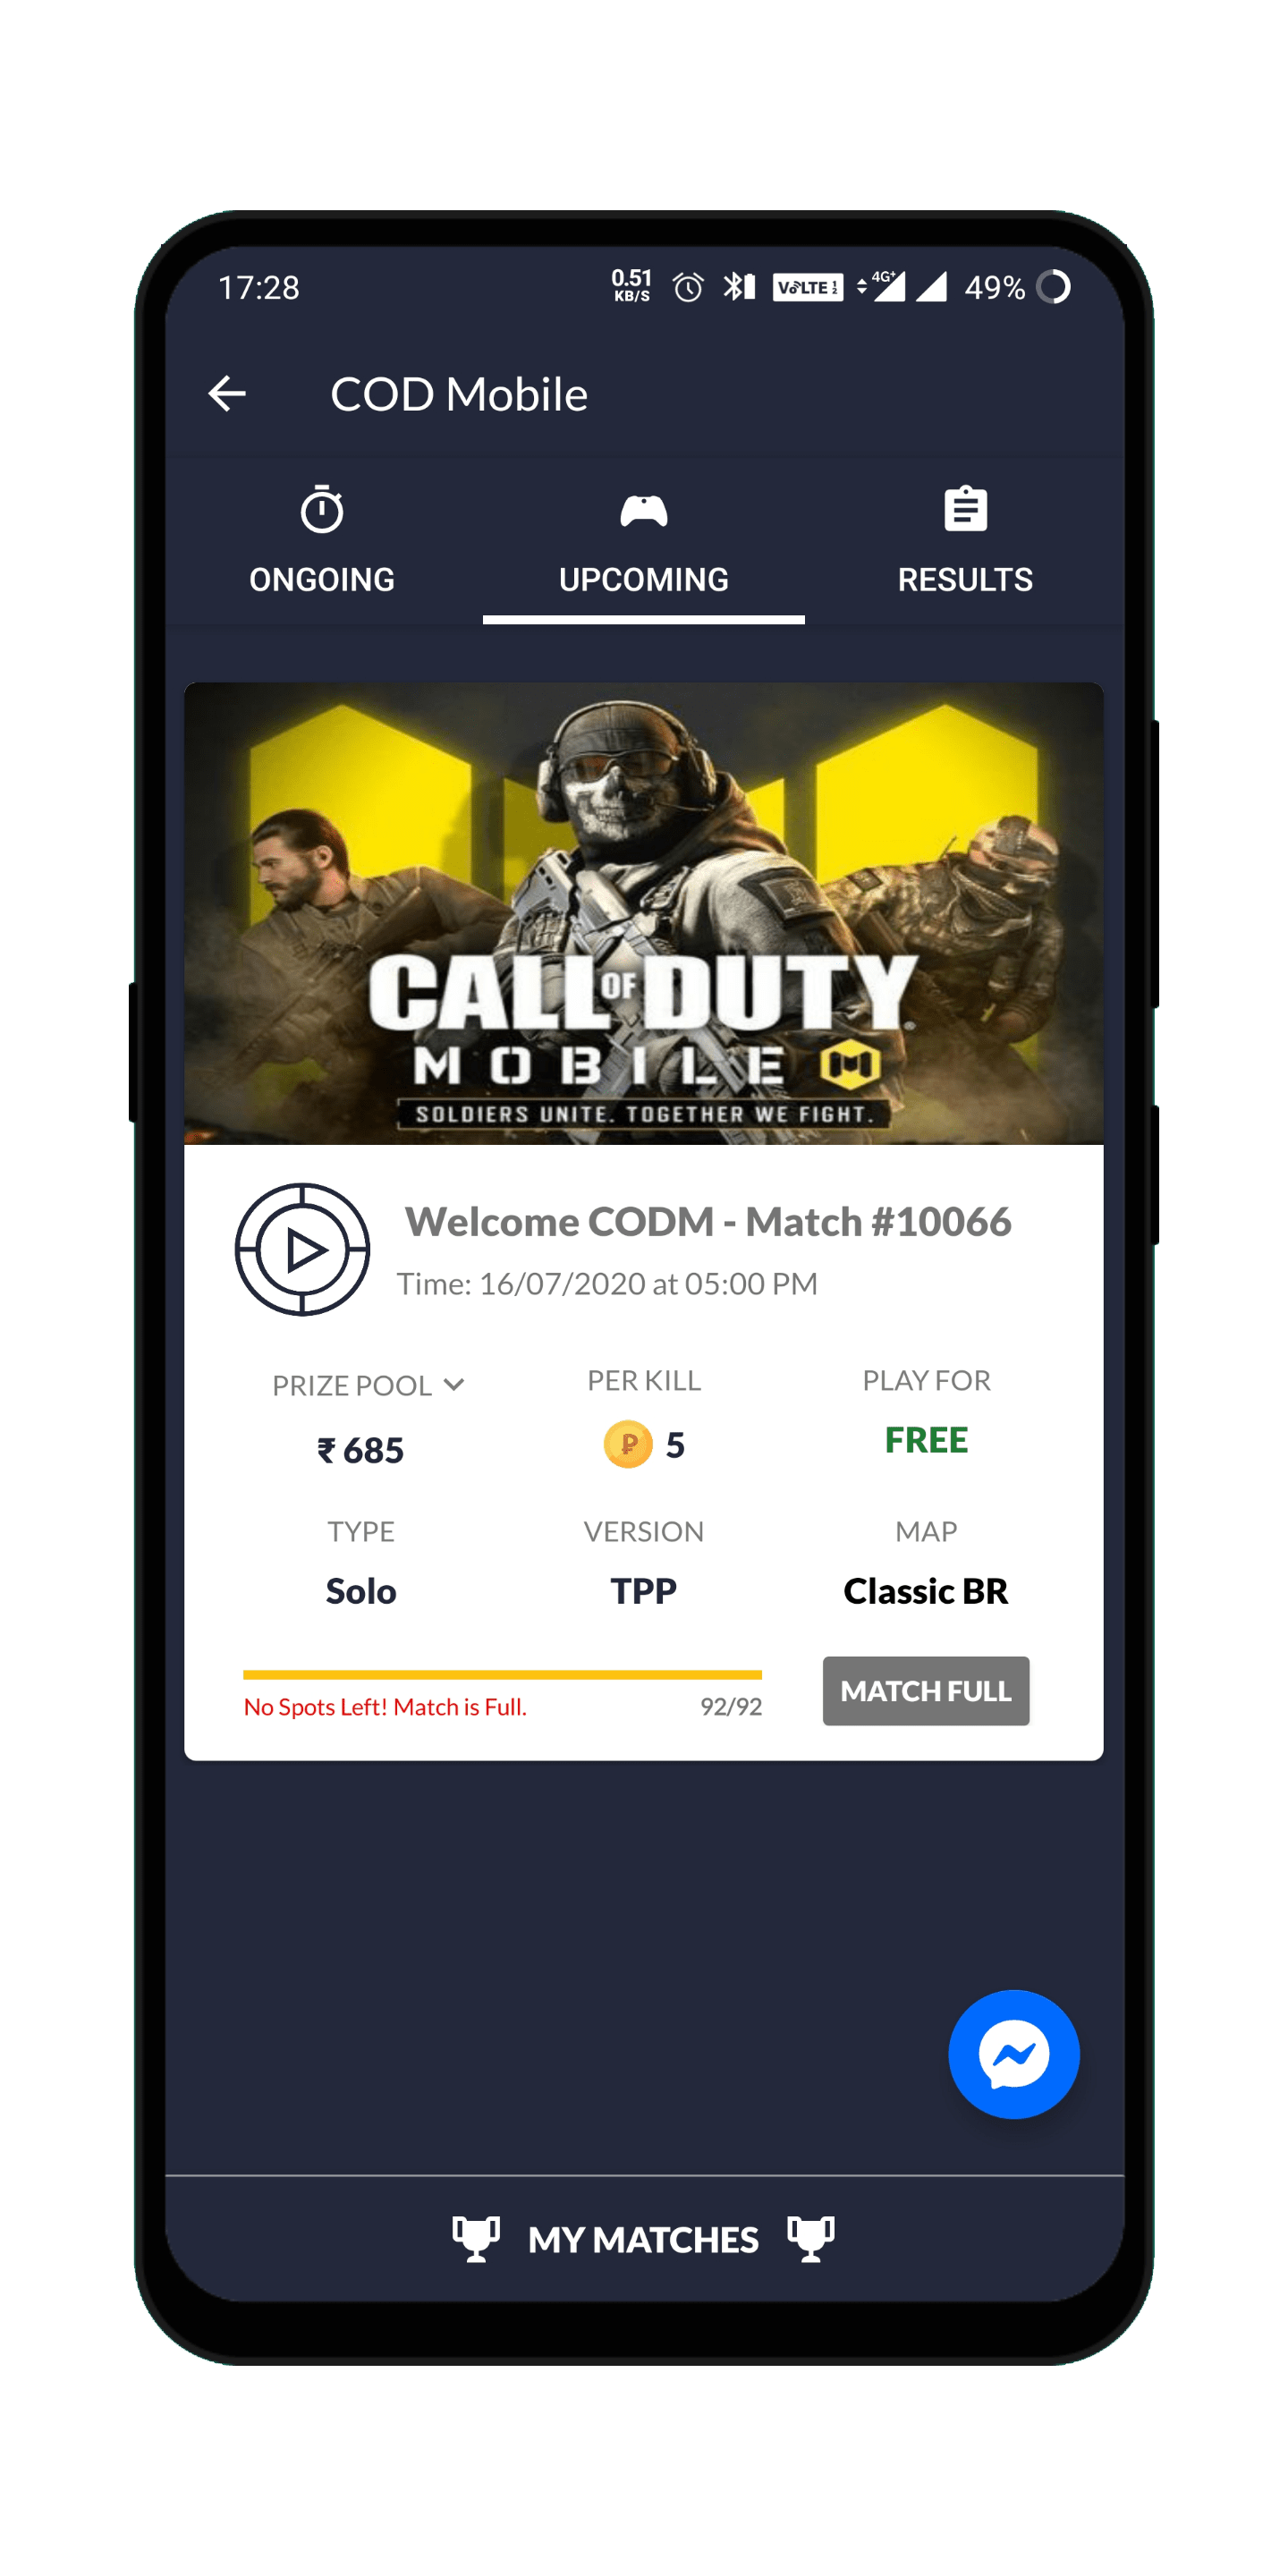 17:28 0.51 KB/S VoLTE 1 2 4G+ 49%
COD Mobile
ONGOING UPCOMING RESULTS
CALL OF DUTY
MOBILE
SOLDIERS UNITE. TOGETHER WE FIGHT.
Welcome CODM - Match #10066
Time: 16/07/2020 at 05:00 PM
PRIZE POOL PER KILL PLAY FOR
₹ 685 5 FREE
TYPE VERSION MAP
Solo TPP Classic BR
No Spots Left! Match is Full. 92/92 MATCH FULL
MY MATCHES